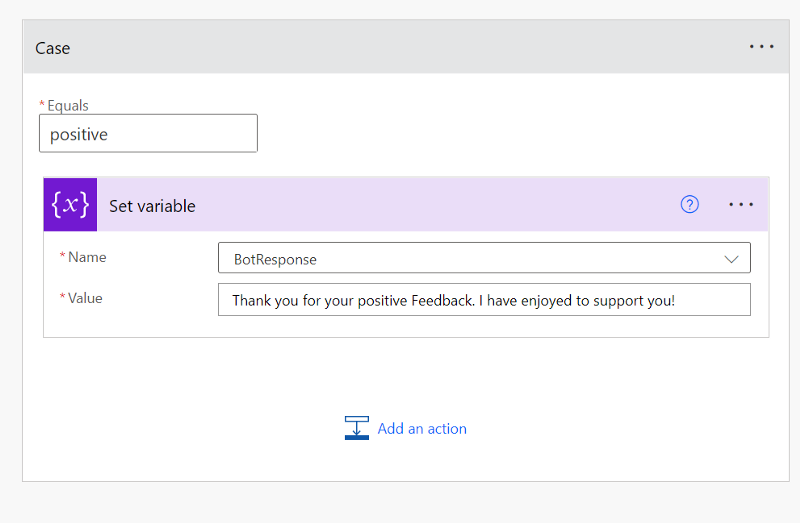 Case
* Equals
positive
{x} Set variable
* Name BotResponse
* Value Thank you for your positive Feedback. I have enjoyed to support you!
Add an action